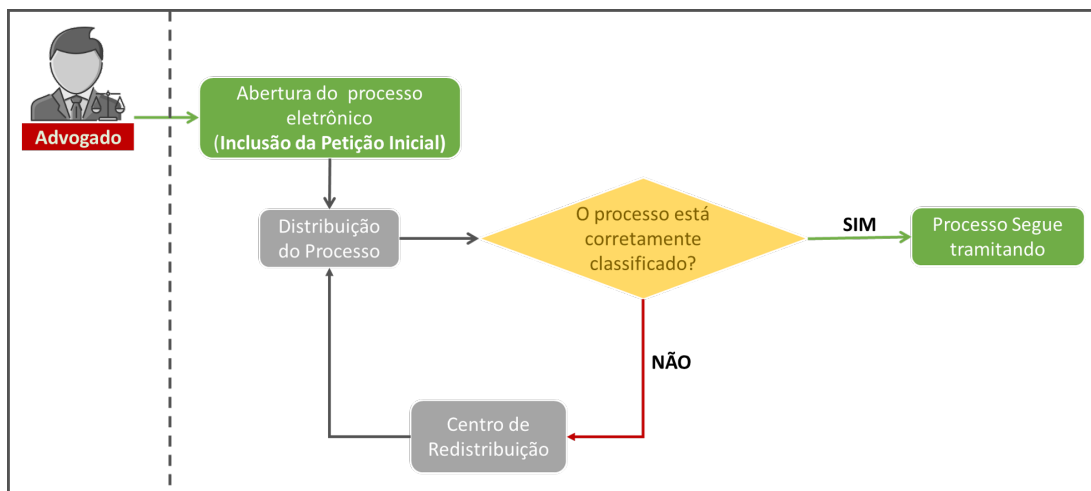 Advogado
Abertura do processo
eletrônico
(Inclusão da Petição Inicial)
Distribuição
do Processo
O processo está
corretamente
classificado?
SIM
Processo Segue
tramitando
NÃO
Centro de
Redistribuição